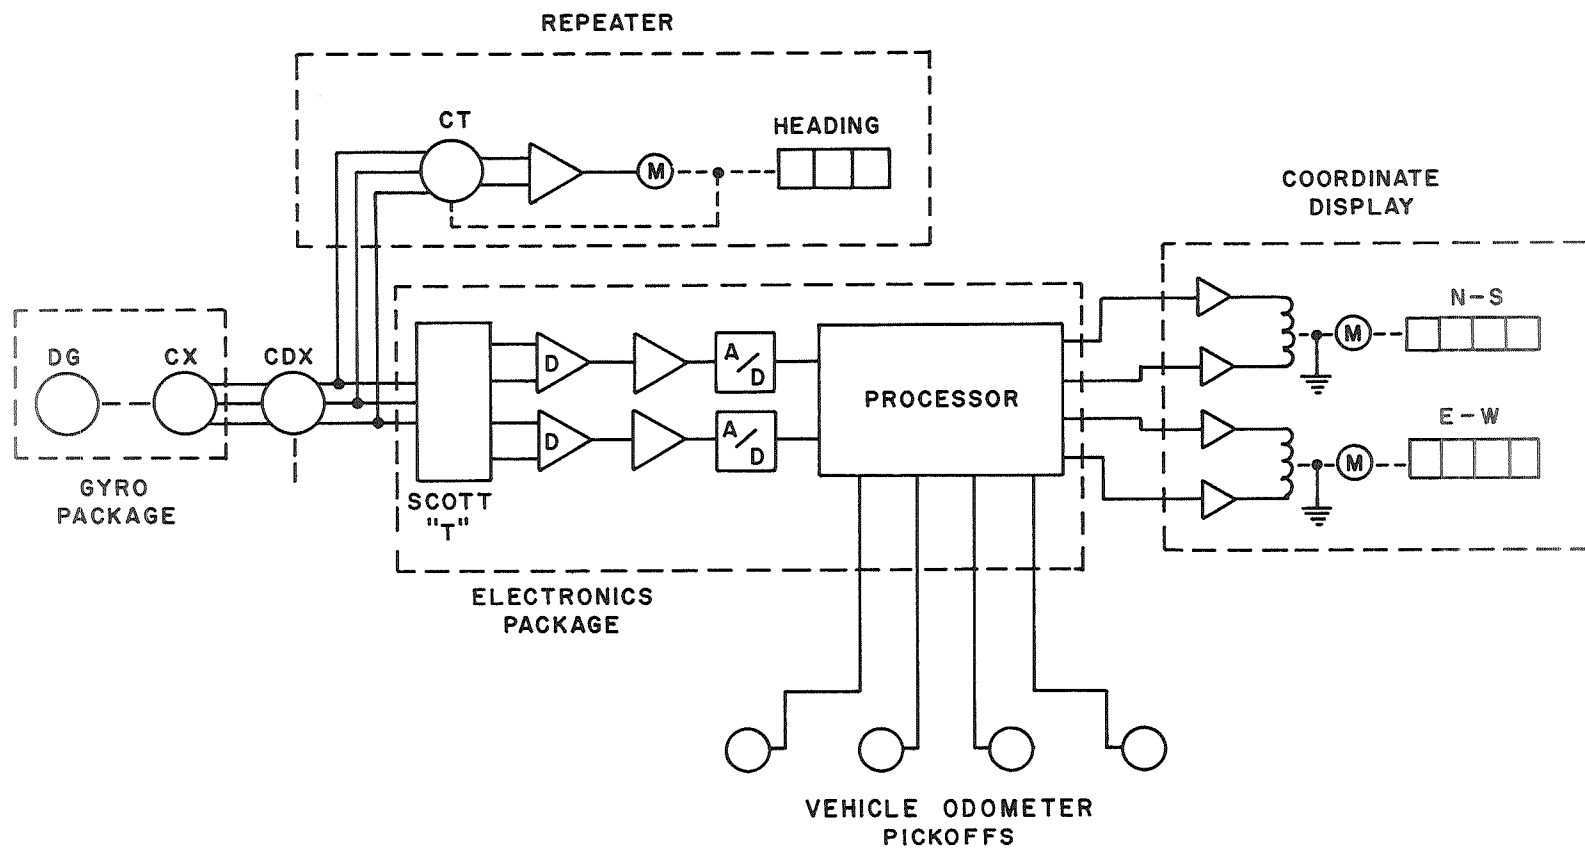 REPEATER
CT
HEADING
M
COORDINATE
DISPLAY
N-S
M
DG
CX
CDX
D
A/D
PROCESSOR
D
A/D
E-W
M
GYRO
PACKAGE
SCOTT
"T"
ELECTRONICS
PACKAGE
VEHICLE ODOMETER
PICKOFFS